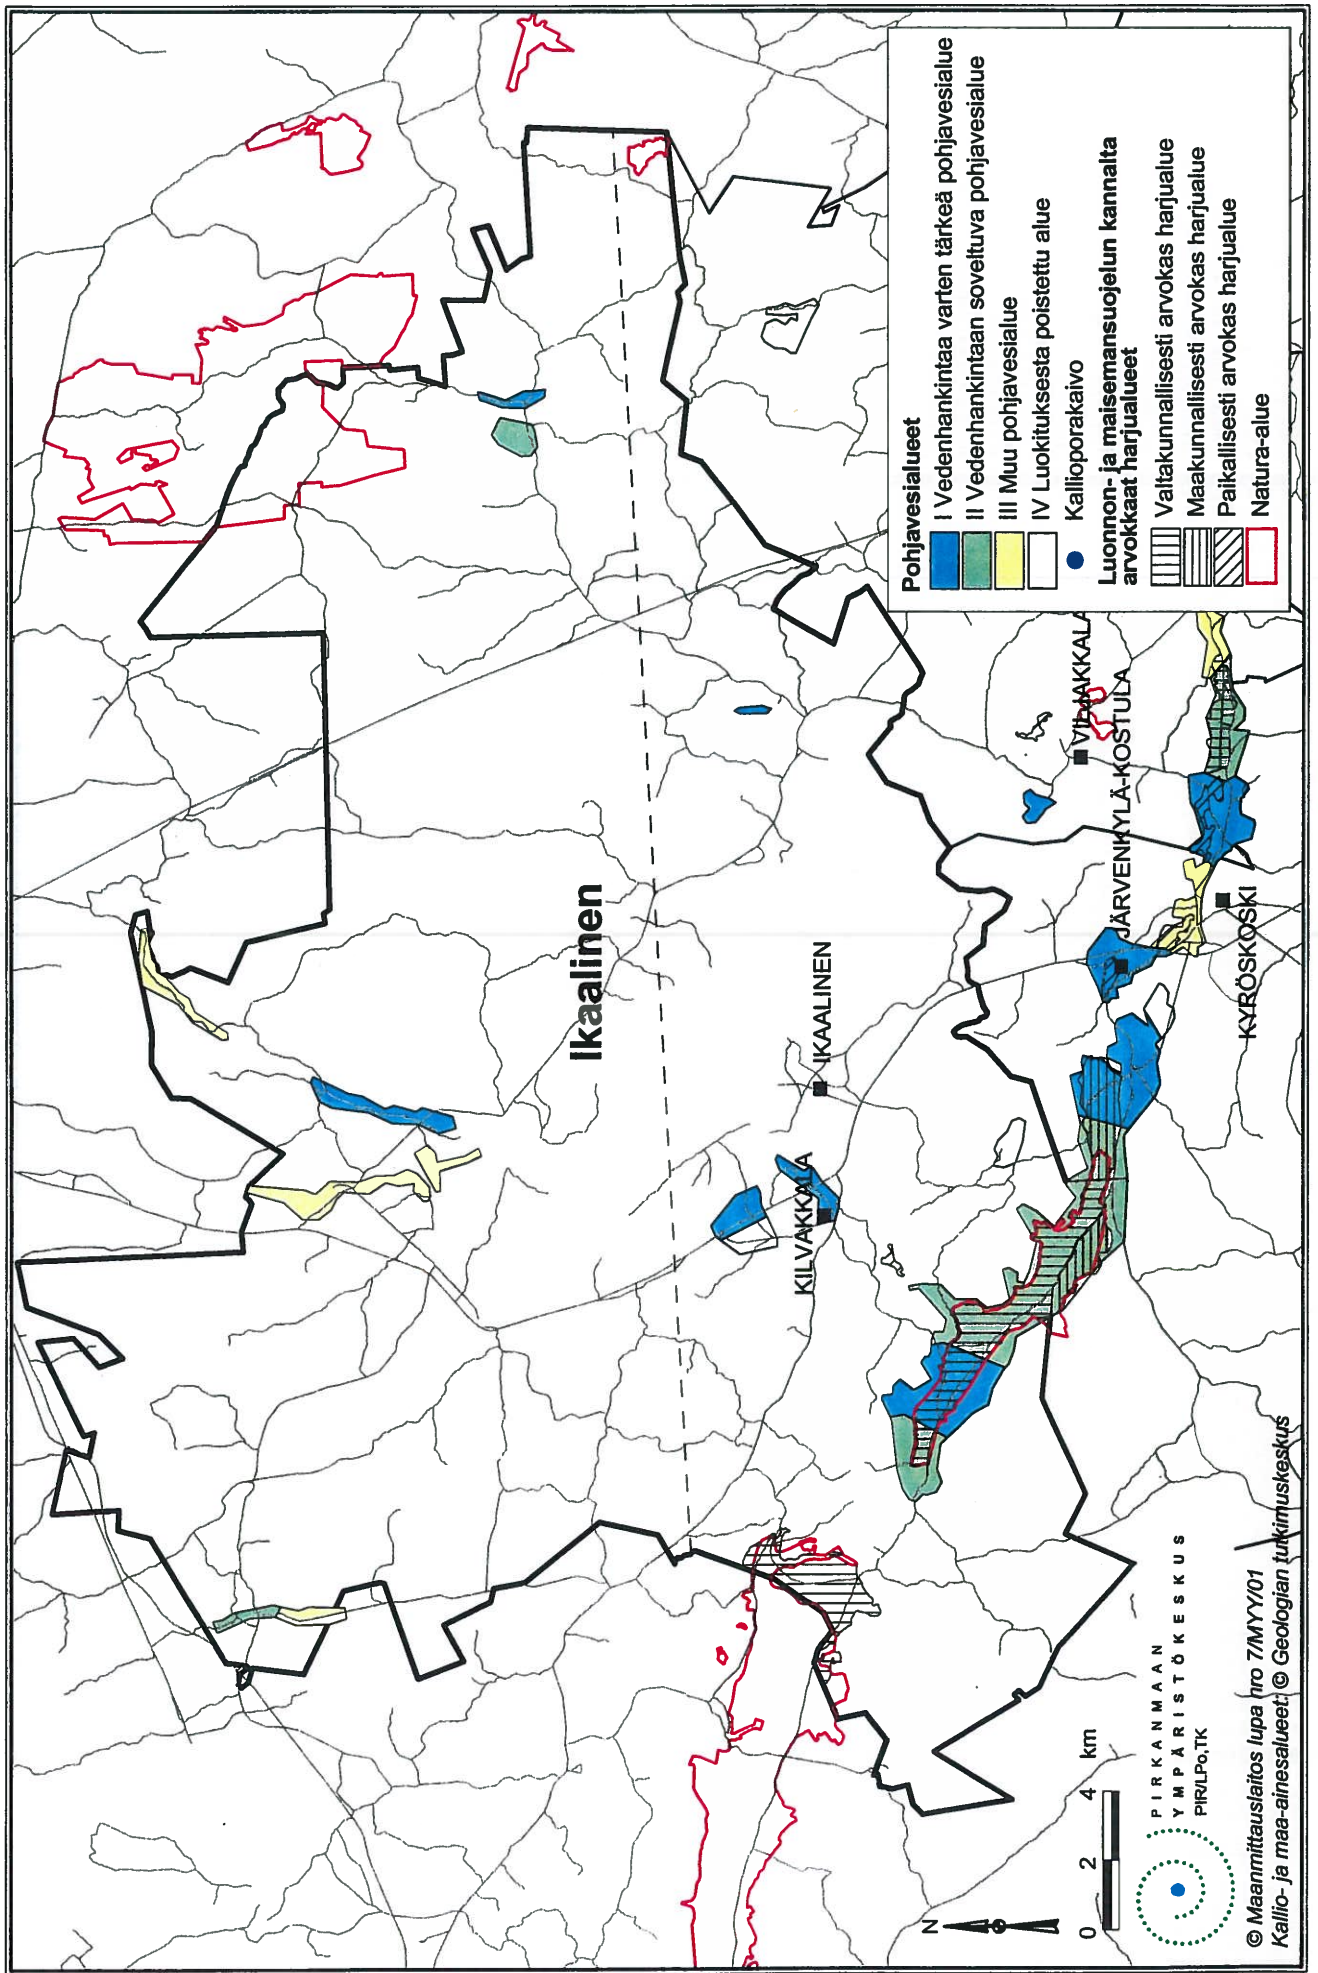 Ikaalinen
IKAALINEN
KILVAKKALA
VILJAKKALA
JÄRVENKYLÄ-KOSTULA
KYRÖSKOSKI
Pohjavesialueet
I Vedenhankintaa varten tärkeä pohjavesialue
II Vedenhankintaan soveltuva pohjavesialue
III Muu pohjavesialue
IV Luokituksesta poistettu alue
Kallioporakaivo
Luonnon- ja maisemansuojelun kannalta
arvokkaat harjualueet
Valtakunnallisesti arvokas harjualue
Maakunnallisesti arvokas harjualue
Paikallisesti arvokas harjualue
Natura-alue
N
0 2 4 km
PIRKANMAAN
YMPÄRISTÖKESKUS
PIR/LPo,TK
© Maanmittauslaitos lupa nro 7/MYY/01
Kallio- ja maa-ainesalueet: © Geologian tutkimuskeskus